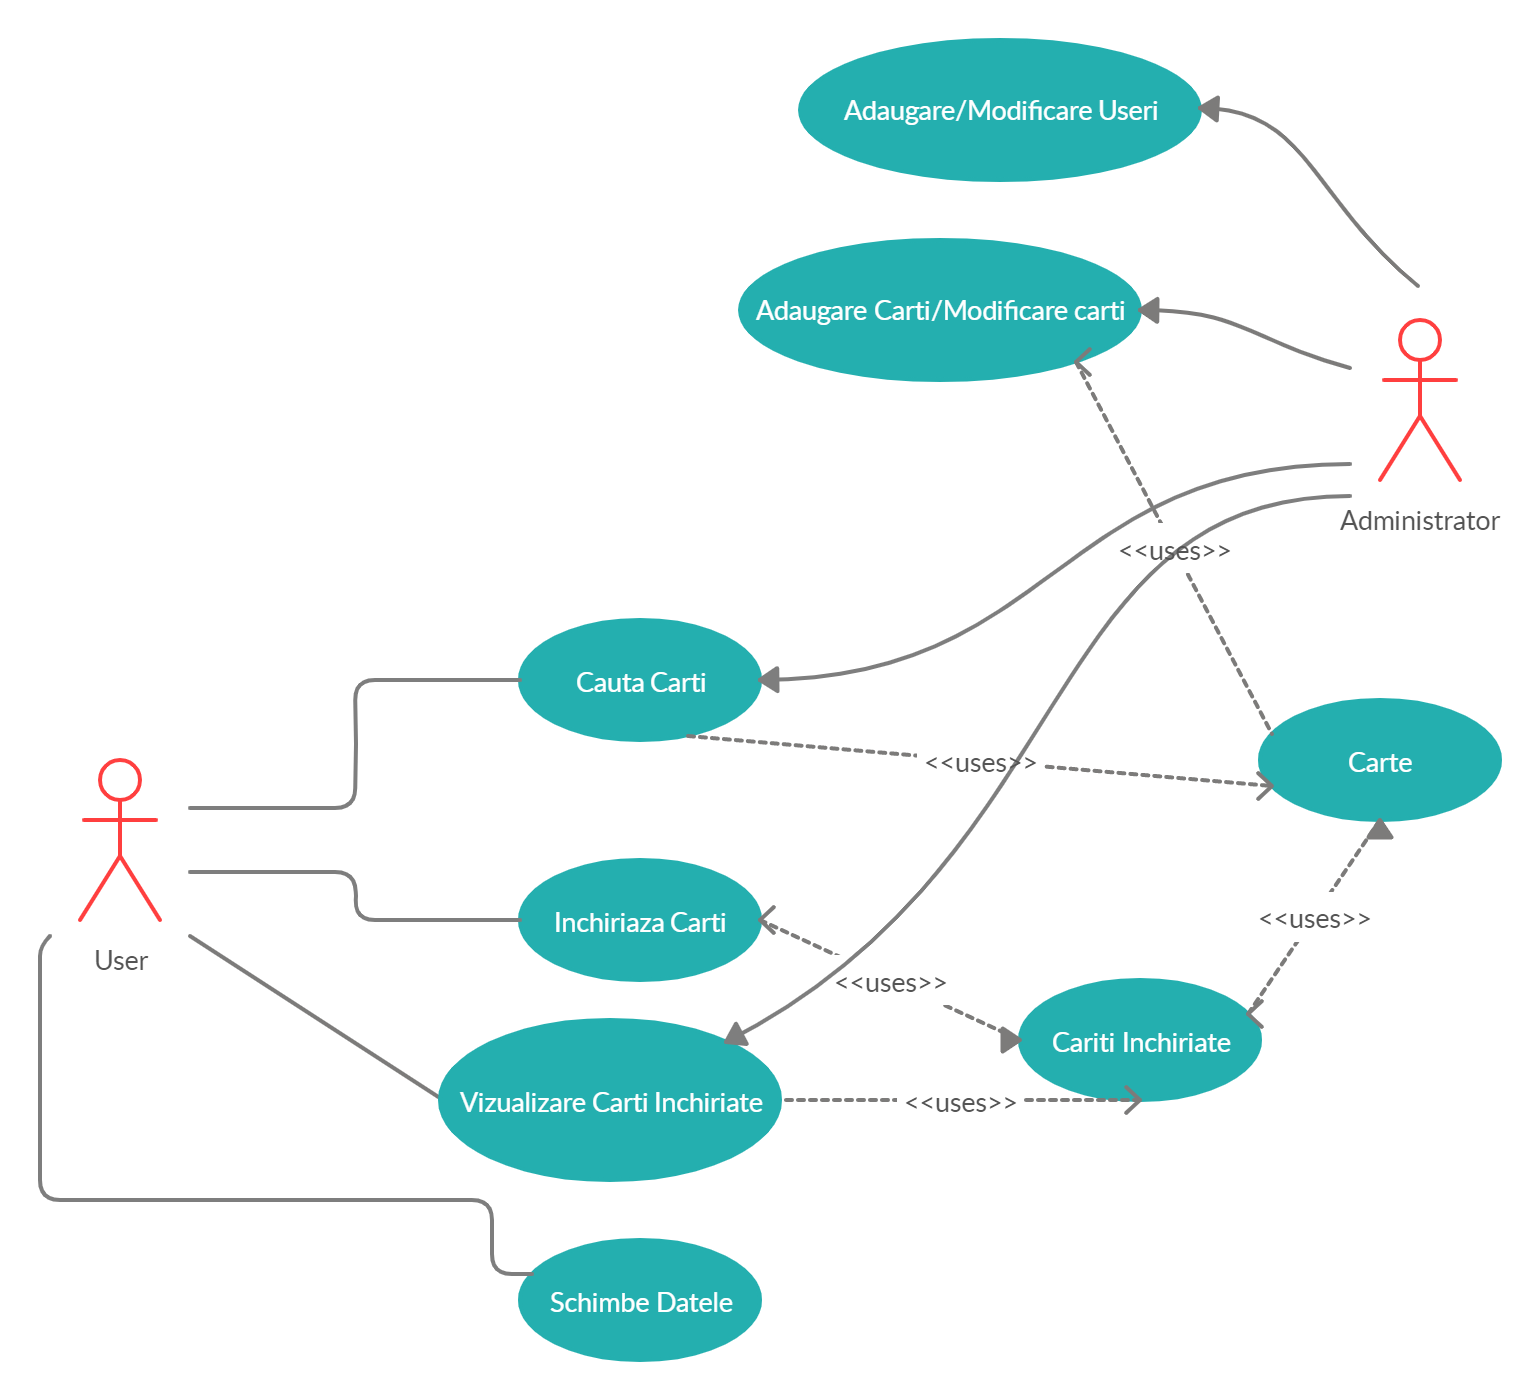 Adaugare/Modificare Useri
Adaugare Carti/Modificare carti
Administrator
<<uses>>
Cauta Carti
<<uses>>
Carte
Inchiriaza Carti
<<uses>>
User
<<uses>>
Cariti Inchiriate
Vizualizare Carti Inchiriate
<<uses>>
Schimbe Datele